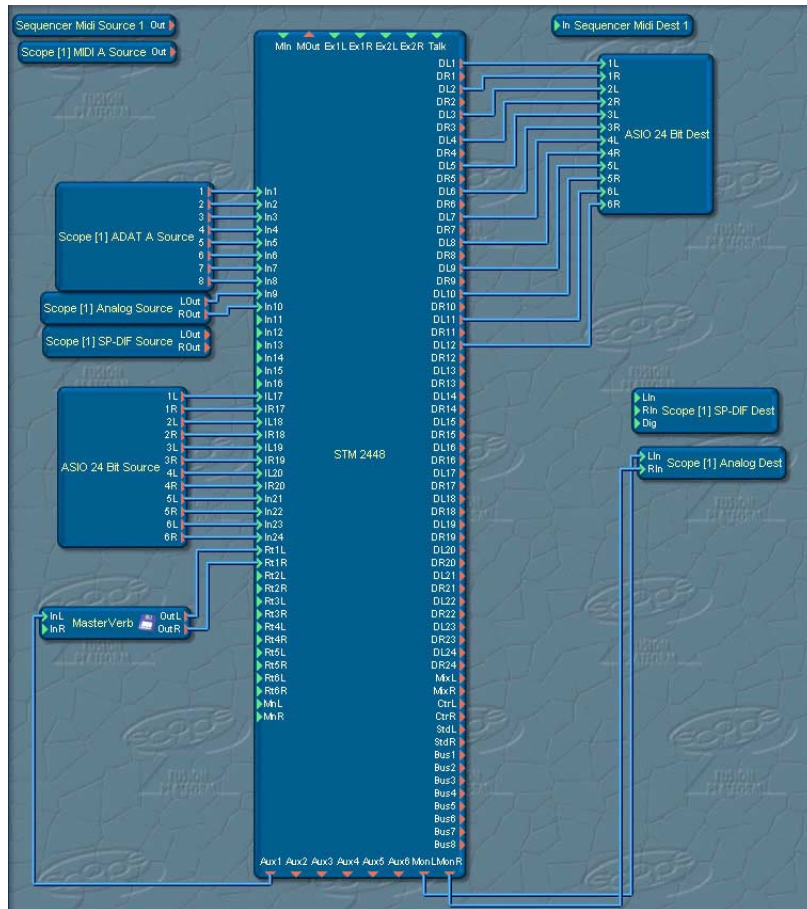 Sequencer Midi Source 1 Out
Scope [1] MIDI A Source Out
In Sequencer Midi Dest 1
MIn MOut Ex1L Ex1R Ex2L Ex2R Talk
DL1
DR1
DL2
DR2
DL3
DR3
DL4
DR4
DL5
DR5
DL6
DR6
DL7
DR7
DL8
DR8
DL9
DR9
DL10
DR10
DL11
DR11
DL12
DR12
DL13
DR13
DL14
DR14
DL15
DR15
DL16
DR16
DL17
DR17
DL18
DR18
DL19
DR19
DL20
DR20
DL21
DR21
DL22
DR22
DL23
DR23
DL24
DR24
MixL
MixR
CtrL
CtrR
StdL
StdR
Bus1
Bus2
Bus3
Bus4
Bus5
Bus6
Bus7
Bus8
1L
1R
2L
2R
3L
3R
4L
4R
5L
5R
6L
6R
ASIO 24 Bit Dest
Scope [1] ADAT A Source
1
2
3
4
5
6
7
8
Scope [1] Analog Source
LOut
ROut
Scope [1] SP-DIF Source
LOut
ROut
ASIO 24 Bit Source
1L
1R
2L
2R
3L
3R
4L
4R
5L
5R
6L
6R
In1
In2
In3
In4
In5
In6
In7
In8
In9
In10
In11
In12
In13
In14
In15
In16
IL17
IR17
IL18
IR18
IL19
IR19
IL20
IR20
In21
In22
In23
In24
Rt1L
Rt1R
Rt2L
Rt2R
Rt3L
Rt3R
Rt4L
Rt4R
Rt5L
Rt5R
Rt6L
Rt6R
MnL
MnR
STM 2448
InL
InR
MasterVerb
OutL
OutR
LIn
RIn Scope [1] SP-DIF Dest
Dig
LIn
RIn
Scope [1] Analog Dest
Aux1 Aux2 Aux3 Aux4 Aux5 Aux6 MonL MonR
SCOPE
FUSION
PLATFORM